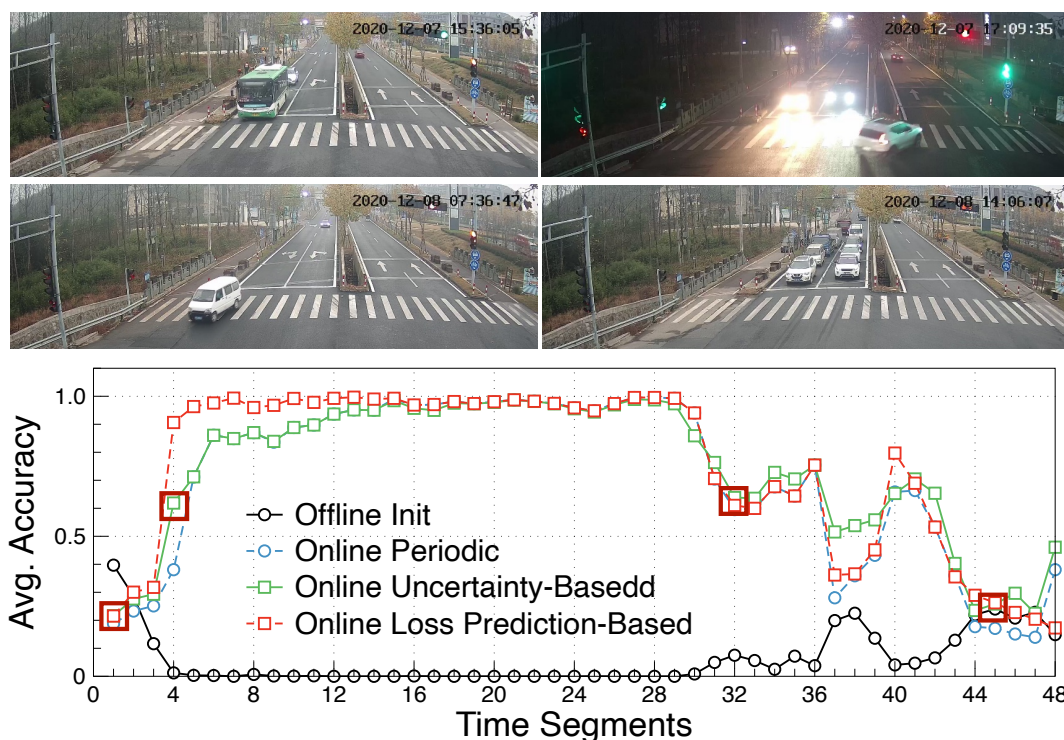 2020-12-07 15:36:05
2020-12-07 17:09:35
2020-12-08 07:36:47
2020-12-08 14:06:07
1.0
0.5
0
Avg. Accuracy
Offline Init
Online Periodic
Online Uncertainty-Basedd
Online Loss Prediction-Based
0 4 8 12 16 20 24 28 32 36 40 44 48
Time Segments